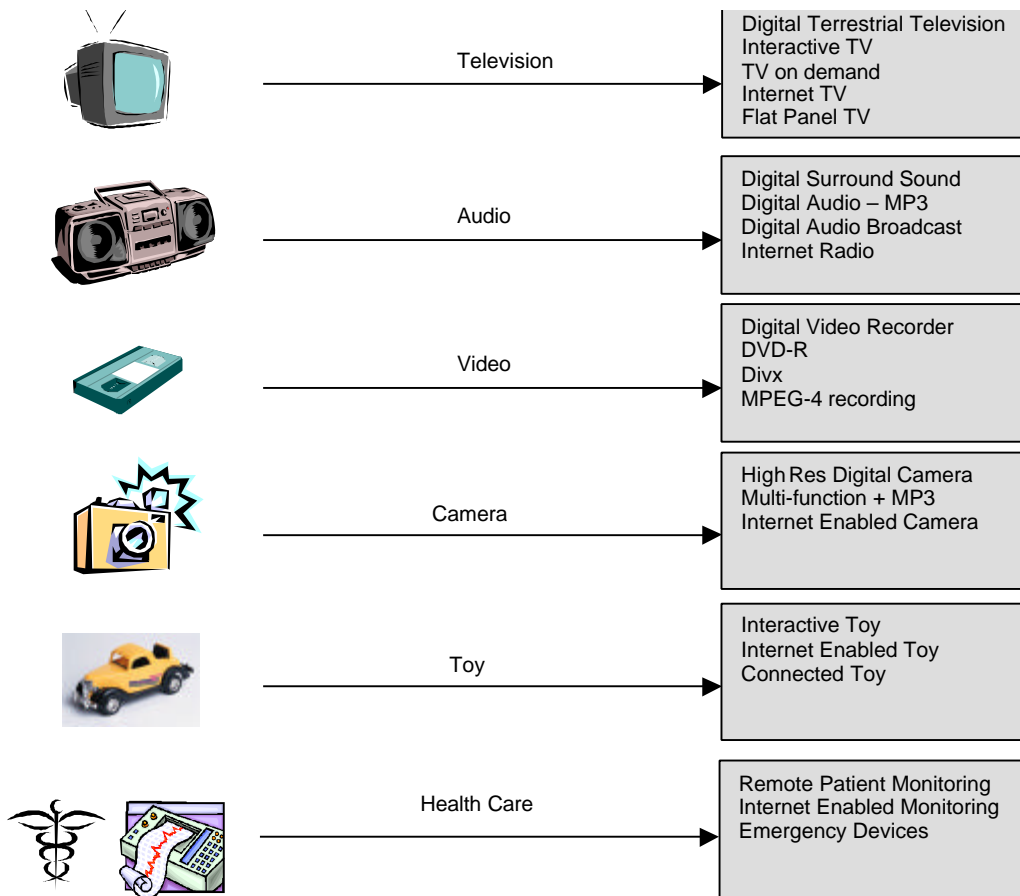 Television
Digital Terrestrial Television
Interactive TV
TV on demand
Internet TV
Flat Panel TV
Audio
Digital Surround Sound
Digital Audio – MP3
Digital Audio Broadcast
Internet Radio
Video
Digital Video Recorder
DVD-R
Divx
MPEG-4 recording
Camera
High Res Digital Camera
Multi-function + MP3
Internet Enabled Camera
Toy
Interactive Toy
Internet Enabled Toy
Connected Toy
Health Care
Remote Patient Monitoring
Internet Enabled Monitoring
Emergency Devices